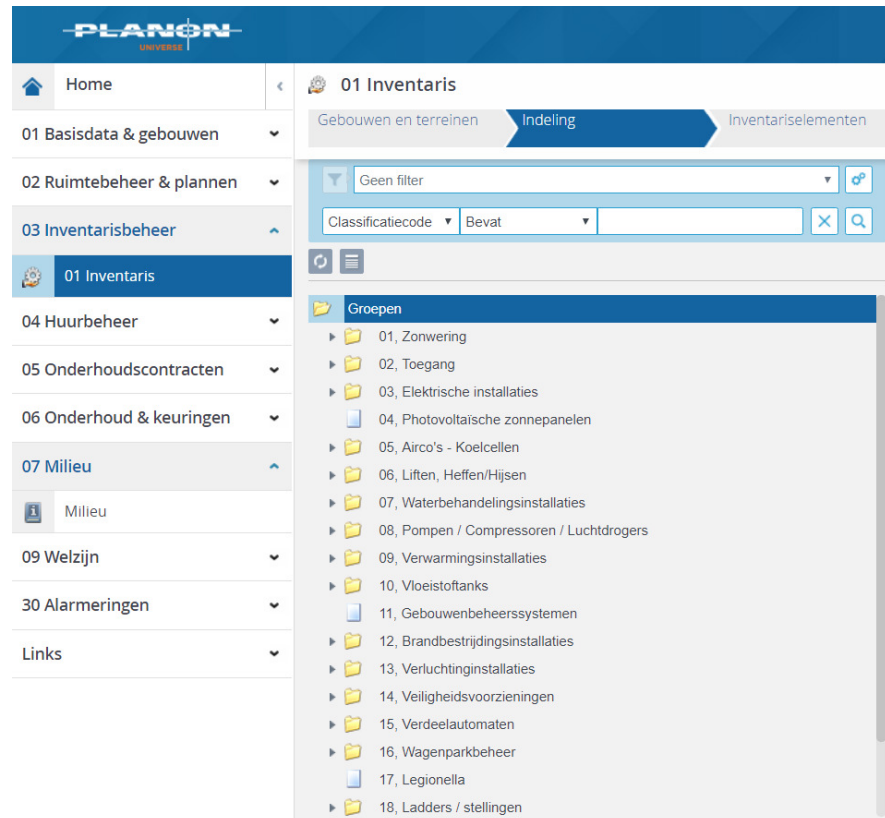 PLANON
UNIVERSE
Home
01 Basisdata & gebouwen
02 Ruimtebeheer & plannen
03 Inventarisbeheer
01 Inventaris
04 Huurbeheer
05 Onderhoudscontracten
06 Onderhoud & keuringen
07 Milieu
Milieu
09 Welzijn
30 Alarmeringen
Links
01 Inventaris
Gebouwen en terreinen Indeling Inventariselementen
Geen filter
Classificatiecode Bevat
Groepen
01, Zonwering
02, Toegang
03, Elektrische installaties
04, Photovoltaïsche zonnepanelen
05, Airco's - Koelcellen
06, Liften, Heffen/Hijsen
07, Waterbehandelingsinstallaties
08, Pompen / Compressoren / Luchtdrogers
09, Verwarmingsinstallaties
10, Vloeistoftanks
11, Gebouwenbeheerssystemen
12, Brandbestrijdingsinstallaties
13, Verluchtinginstallaties
14, Veiligheidsvoorzieningen
15, Verdeelautomaten
16, Wagenparkbeheer
17, Legionella
18, Ladders / stellingen